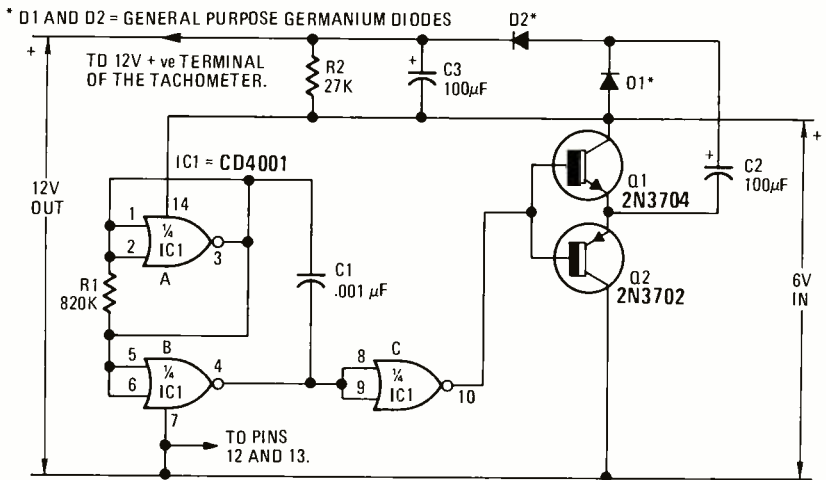 * D1 AND D2 = GENERAL PURPOSE GERMANIUM DIODES
D2*
+
TO 12V + ve TERMINAL
OF THE TACHOMETER.
R2
27K
+
C3
100µF
D1*
+
IC1 = CD4001
12V
OUT
14
1
2
¼
IC1
3
A
Q1
2N3704
+
C2
100µF
R1
820K
C1
.001 µF
Q2
2N3702
6V
IN
B
5
6
¼
IC1
4
7
C
8
9
¼
IC1
10
TO PINS
12 AND 13.